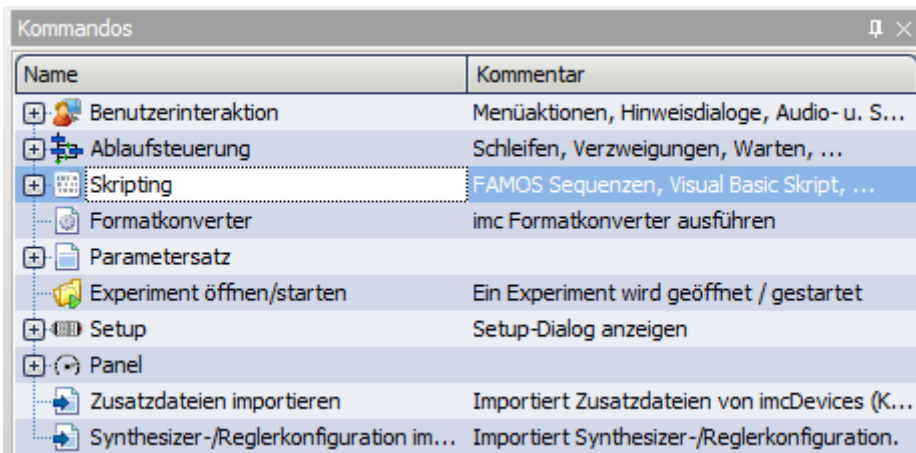 Kommandos
Name Kommentar
Benutzerinteraktion Menüaktionen, Hinweisdialoge, Audio- u. S...
Ablaufsteuerung Schleifen, Verzweigungen, Warten, ...
Skripting FAMOS Sequenzen, Visual Basic Skript, ...
Formatkonverter imc Formatkonverter ausführen
Parametersatz
Experiment öffnen/starten Ein Experiment wird geöffnet / gestartet
Setup Setup-Dialog anzeigen
Panel
Zusatzdateien importieren Importiert Zusatzdateien von imcDevices (K...
Synthesizer-/Reglerkonfiguration im... Importiert Synthesizer-/Reglerkonfiguration.